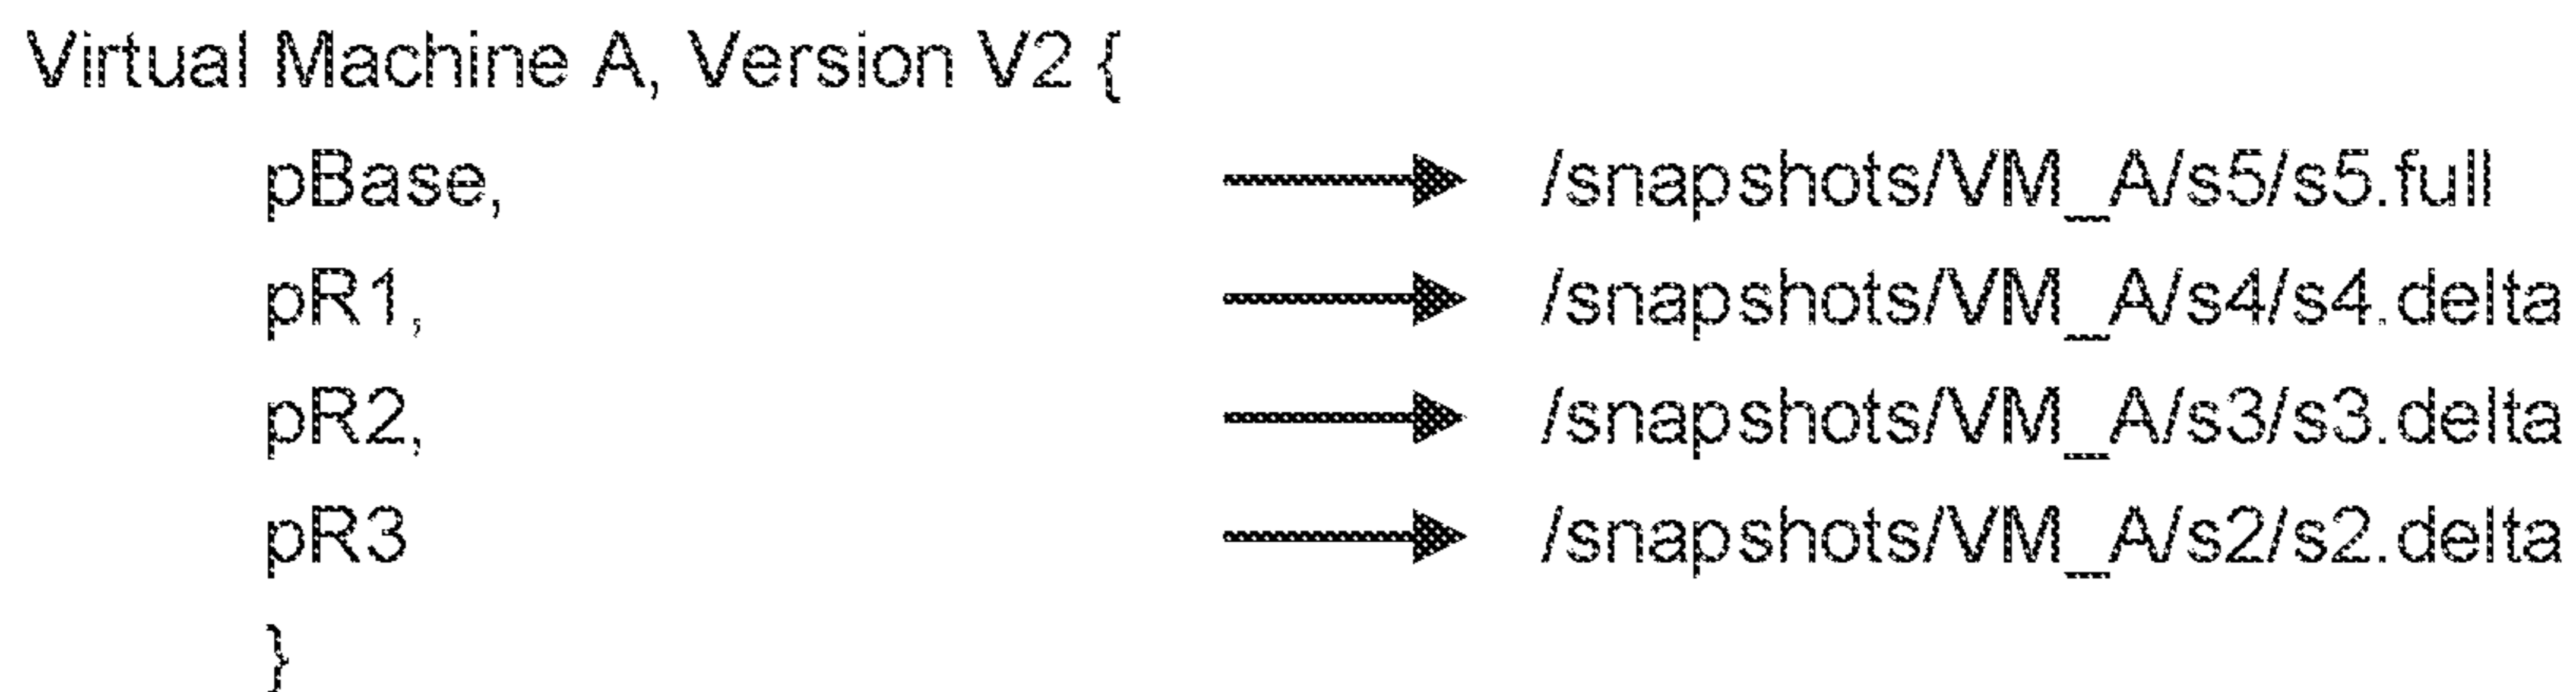 Virtual Machine A, Version V2 {
pBase, /snapshots/VM_A/s5/s5.full
pR1, /snapshots/VM_A/s4/s4.delta
pR2, /snapshots/VM_A/s3/s3.delta
pR3 /snapshots/VM_A/s2/s2.delta
}